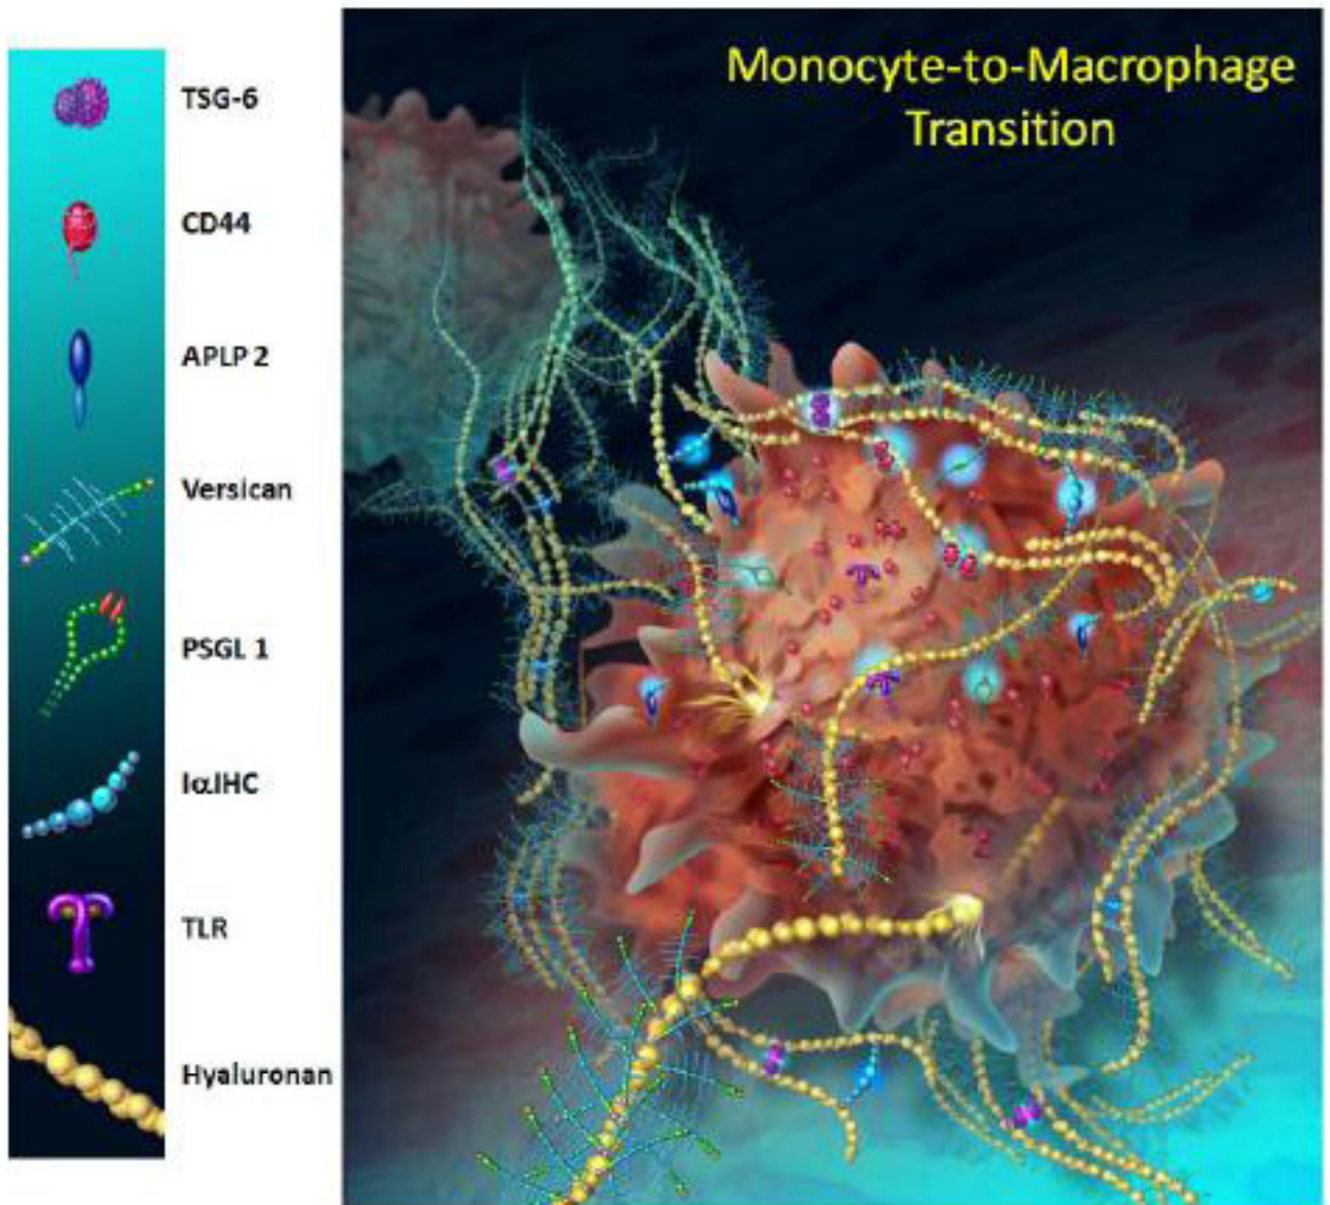 Monocyte-to-Macrophage
Transition
TSG-6
CD44
APLP 2
Versican
PSGL 1
IαIHC
TLR
Hyaluronan